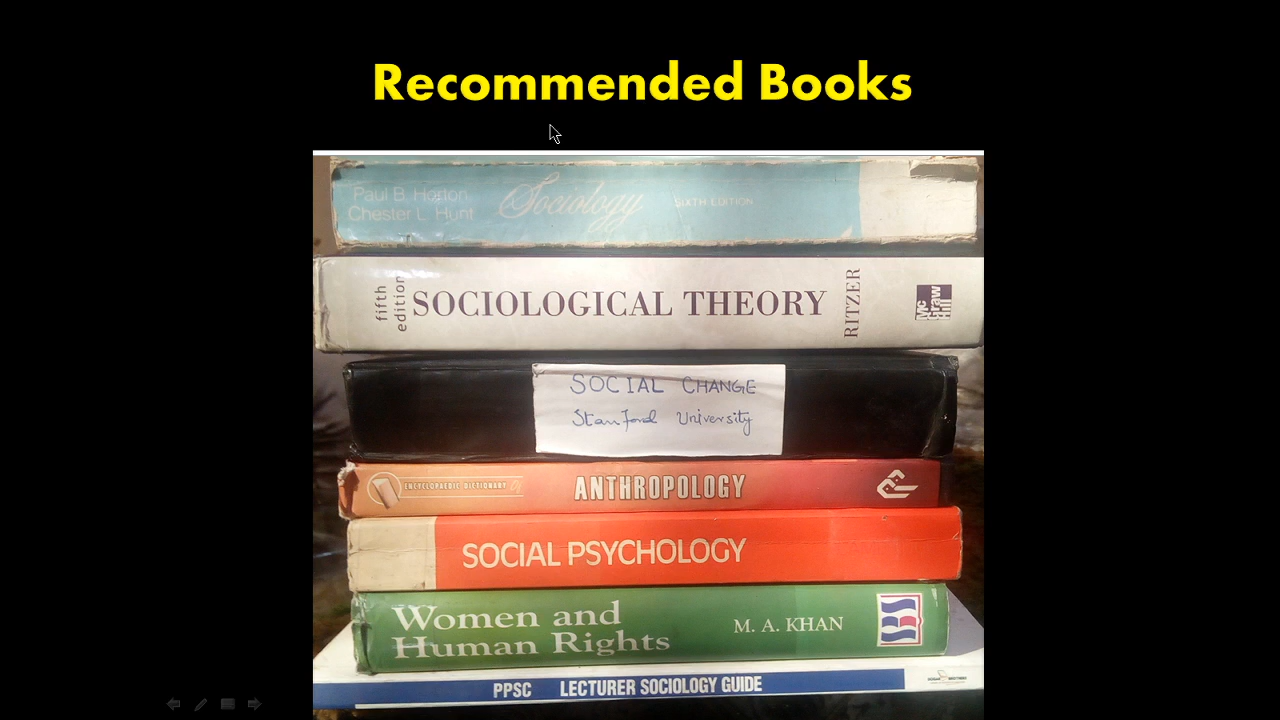 Recommended Books
Paul B. Horton
Chester L. Hunt
Sociology
SIXTH EDITION
fifth
edition
SOCIOLOGICAL THEORY
RITZER
Mc
Graw
Hill
SOCIAL CHANGE
Stanford University
ENCYCLOPAEDIC DICTIONARY OF
ANTHROPOLOGY
SOCIAL PSYCHOLOGY
Women and
Human Rights
M. A. KHAN
PPSC LECTURER SOCIOLOGY GUIDE